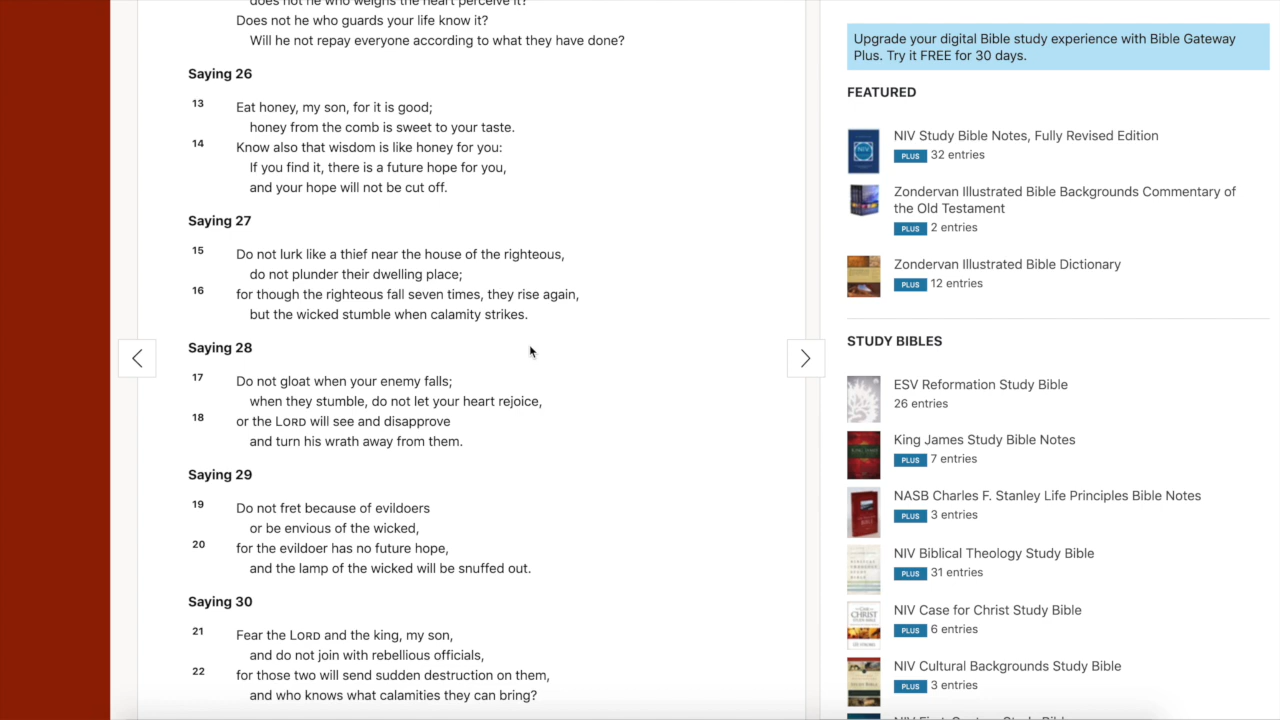 does not he who weighs the heart perceive it?
Does not he who guards your life know it?
Will he not repay everyone according to what they have done?
Saying 26
13 Eat honey, my son, for it is good;
honey from the comb is sweet to your taste.
14 Know also that wisdom is like honey for you:
If you find it, there is a future hope for you,
and your hope will not be cut off.
Saying 27
15 Do not lurk like a thief near the house of the righteous,
do not plunder their dwelling place;
16 for though the righteous fall seven times, they rise again,
but the wicked stumble when calamity strikes.
Saying 28
17 Do not gloat when your enemy falls;
when they stumble, do not let your heart rejoice,
18 or the LORD will see and disapprove
and turn his wrath away from them.
Saying 29
19 Do not fret because of evildoers
or be envious of the wicked,
20 for the evildoer has no future hope,
and the lamp of the wicked will be snuffed out.
Saying 30
21 Fear the LORD and the king, my son,
and do not join with rebellious officials,
22 for those two will send sudden destruction on them,
and who knows what calamities they can bring?
Upgrade your digital Bible study experience with Bible Gateway
Plus. Try it FREE for 30 days.
FEATURED
NIV Study Bible Notes, Fully Revised Edition
PLUS 32 entries
Zondervan Illustrated Bible Backgrounds Commentary of
the Old Testament
PLUS 2 entries
Zondervan Illustrated Bible Dictionary
PLUS 12 entries
STUDY BIBLES
ESV Reformation Study Bible
26 entries
King James Study Bible Notes
PLUS 7 entries
NASB Charles F. Stanley Life Principles Bible Notes
PLUS 3 entries
NIV Biblical Theology Study Bible
PLUS 31 entries
NIV Case for Christ Study Bible
PLUS 6 entries
NIV Cultural Backgrounds Study Bible
PLUS 3 entries